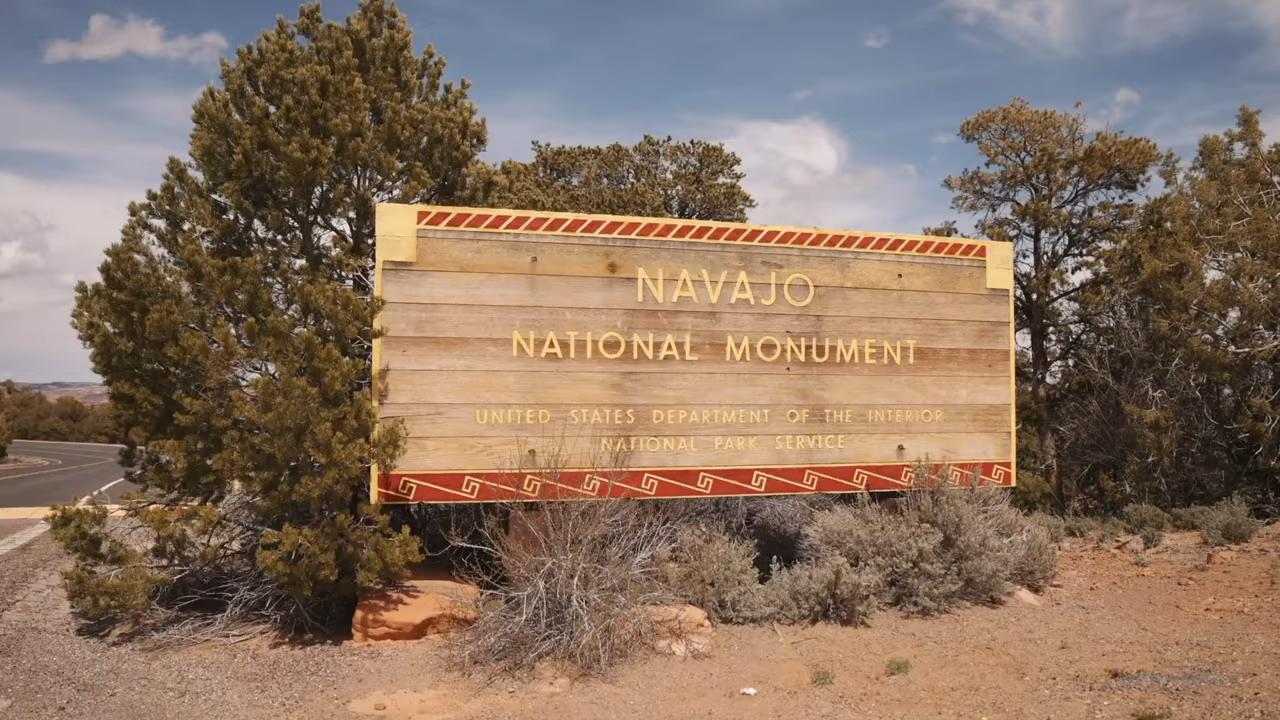 NAVAJO
NATIONAL MONUMENT
UNITED STATES DEPARTMENT OF THE INTERIOR
NATIONAL PARK SERVICE